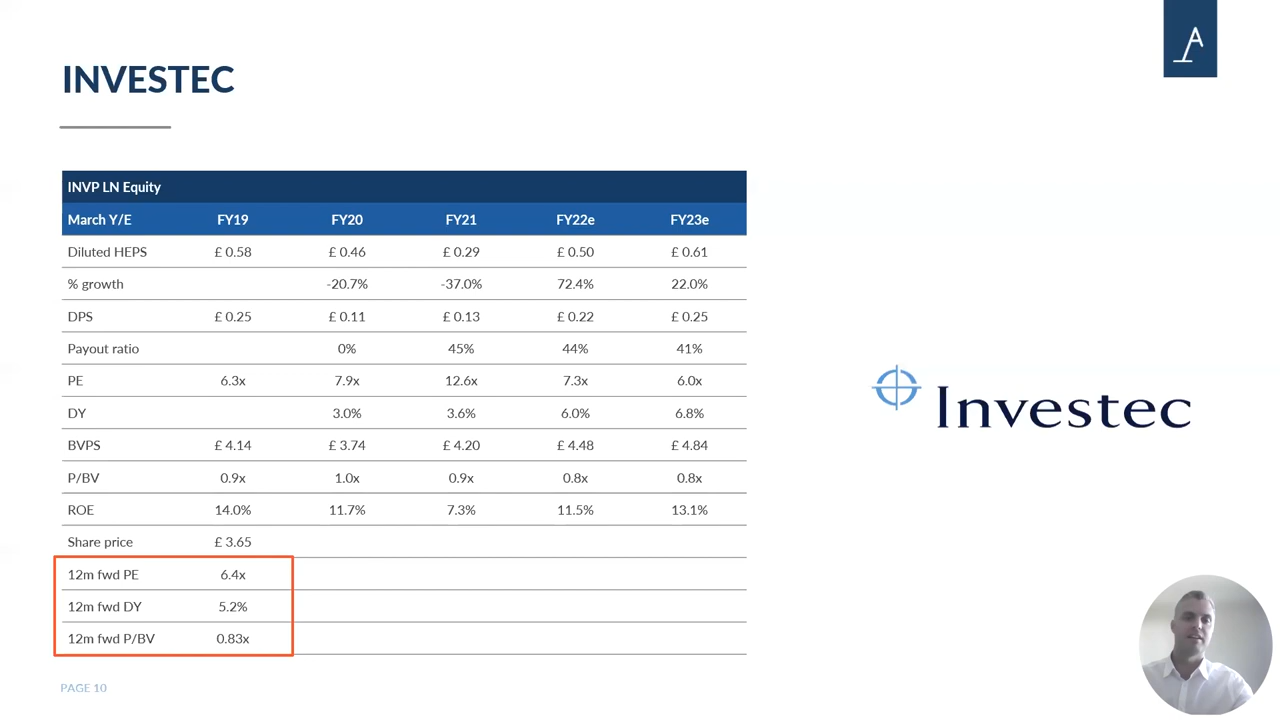 INVESTEC
INVP LN Equity
March Y/E FY19 FY20 FY21 FY22e FY23e
Diluted HEPS £ 0.58 £ 0.46 £ 0.29 £ 0.50 £ 0.61
% growth -20.7% -37.0% 72.4% 22.0%
DPS £ 0.25 £ 0.11 £ 0.13 £ 0.22 £ 0.25
Payout ratio 0% 45% 44% 41%
PE 6.3x 7.9x 12.6x 7.3x 6.0x
DY 3.0% 3.6% 6.0% 6.8%
BVPS £ 4.14 £ 3.74 £ 4.20 £ 4.48 £ 4.84
P/BV 0.9x 1.0x 0.9x 0.8x 0.8x
ROE 14.0% 11.7% 7.3% 11.5% 13.1%
Share price £ 3.65
12m fwd PE 6.4x
12m fwd DY 5.2%
12m fwd P/BV 0.83x
Investec
PAGE 10